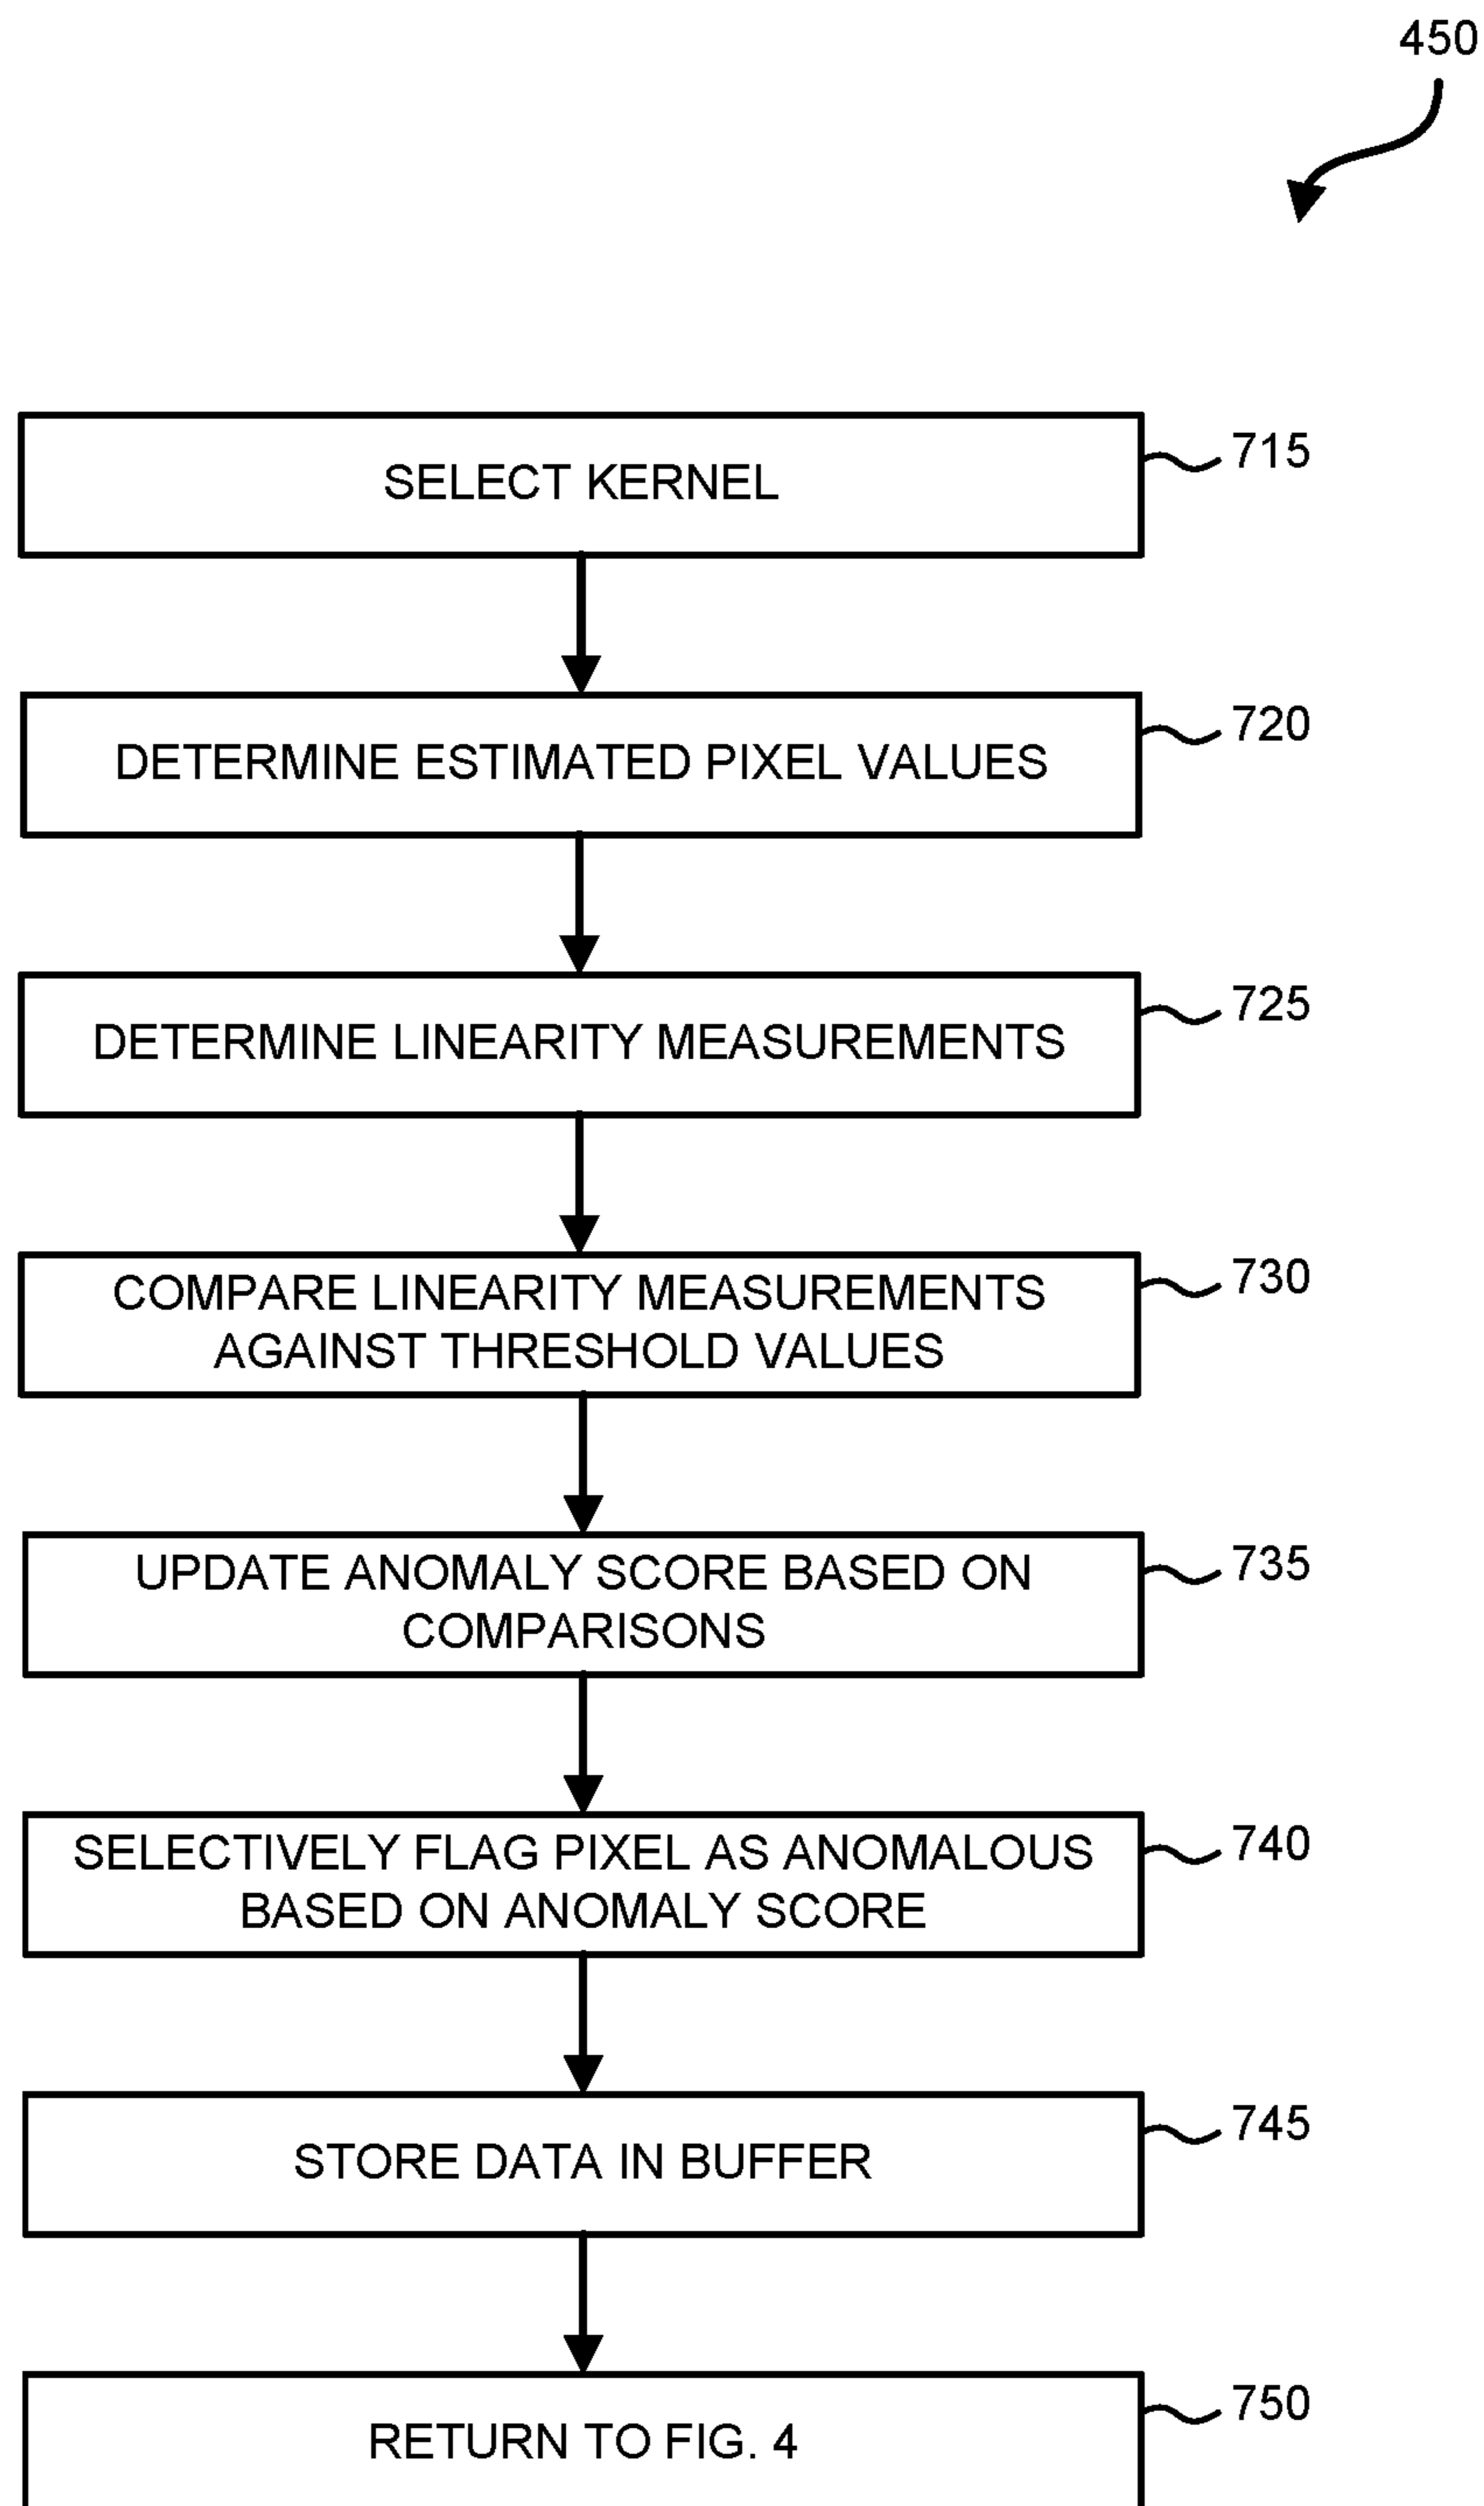 450
SELECT KERNEL
715
DETERMINE ESTIMATED PIXEL VALUES
720
DETERMINE LINEARITY MEASUREMENTS
725
COMPARE LINEARITY MEASUREMENTS
AGAINST THRESHOLD VALUES
730
UPDATE ANOMALY SCORE BASED ON
COMPARISONS
735
SELECTIVELY FLAG PIXEL AS ANOMALOUS
BASED ON ANOMALY SCORE
740
STORE DATA IN BUFFER
745
RETURN TO FIG. 4
750